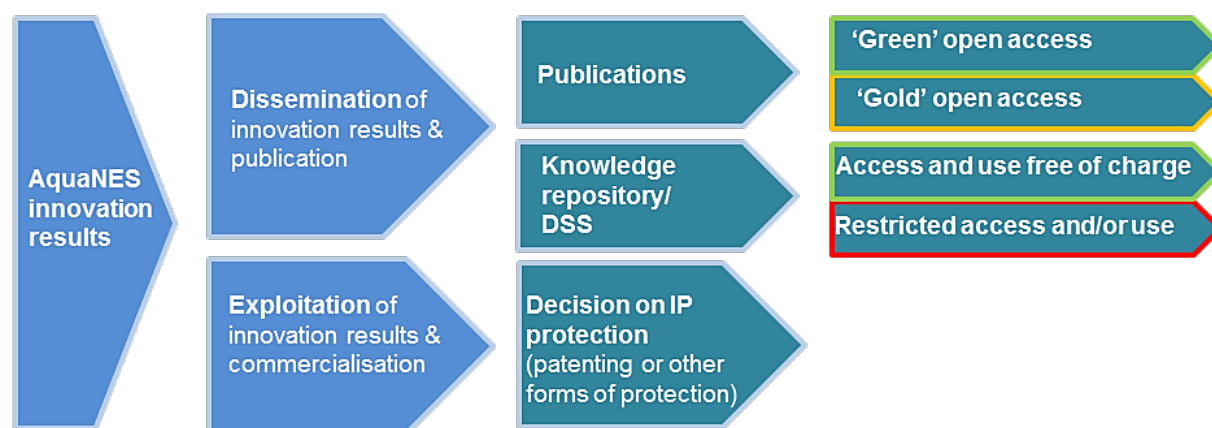 AquaNES
innovation
results
Dissemination of
innovation results &
publication
Exploitation of
innovation results &
commercialisation
Publications
Knowledge
repository/
DSS
Decision on IP
protection
(patenting or other
forms of protection)
‘Green’ open access
‘Gold’ open access
Access and use free of charge
Restricted access and/or use